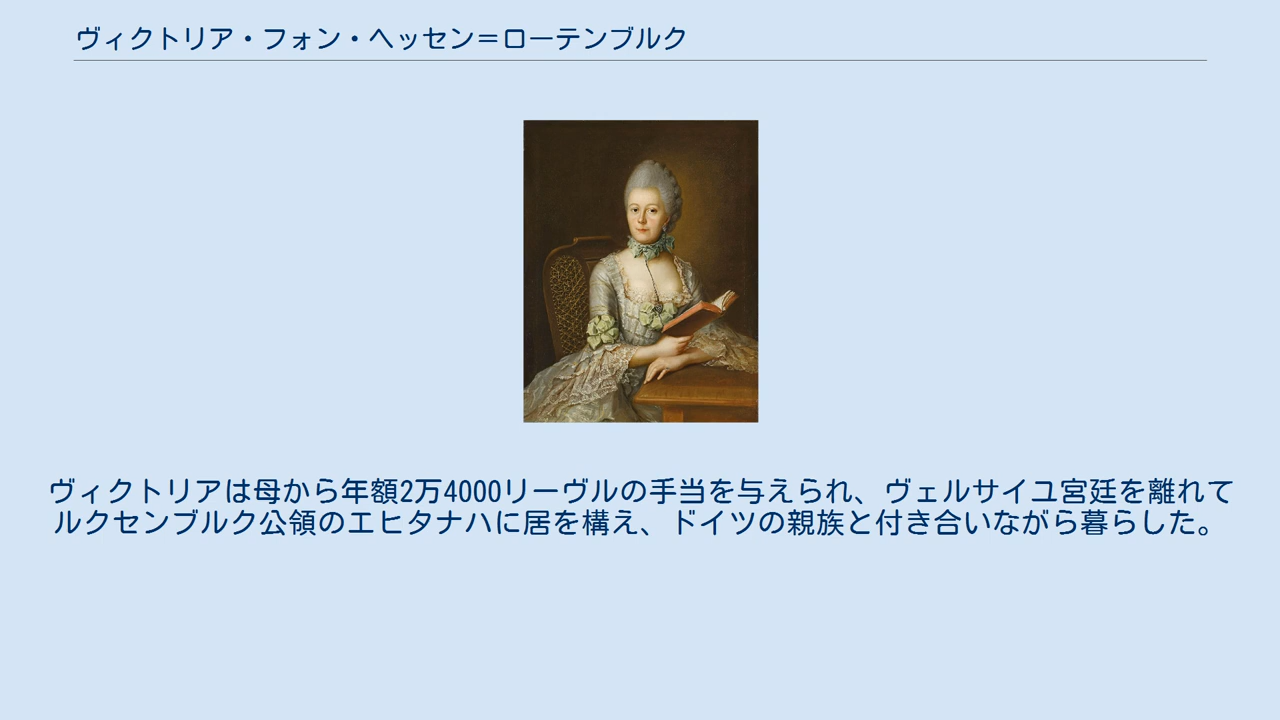 ヴィクトリア・フォン・ヘッセン＝ローテンブルク
ヴィクトリアは母から年額2万4000リーヴルの手当を与えられ、ヴェルサイユ宮廷を離れて
ルクセンブルク公領のエヒタナハに居を構え、ドイツの親族と付き合いながら暮らした。